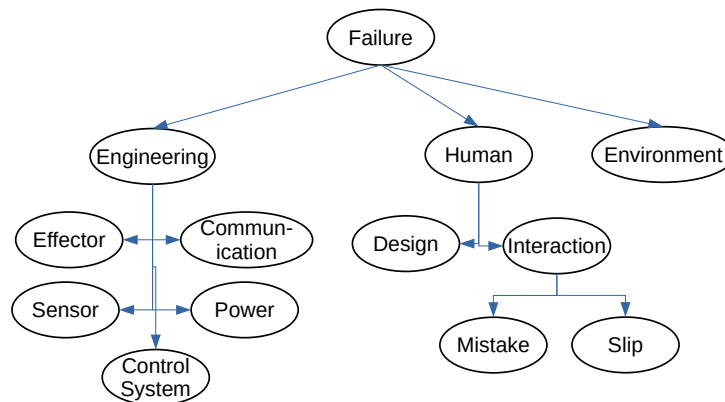 Failure
Engineering
Human
Environment
Effector
Commun-
ication
Design
Interaction
Sensor
Power
Mistake
Slip
Control
System